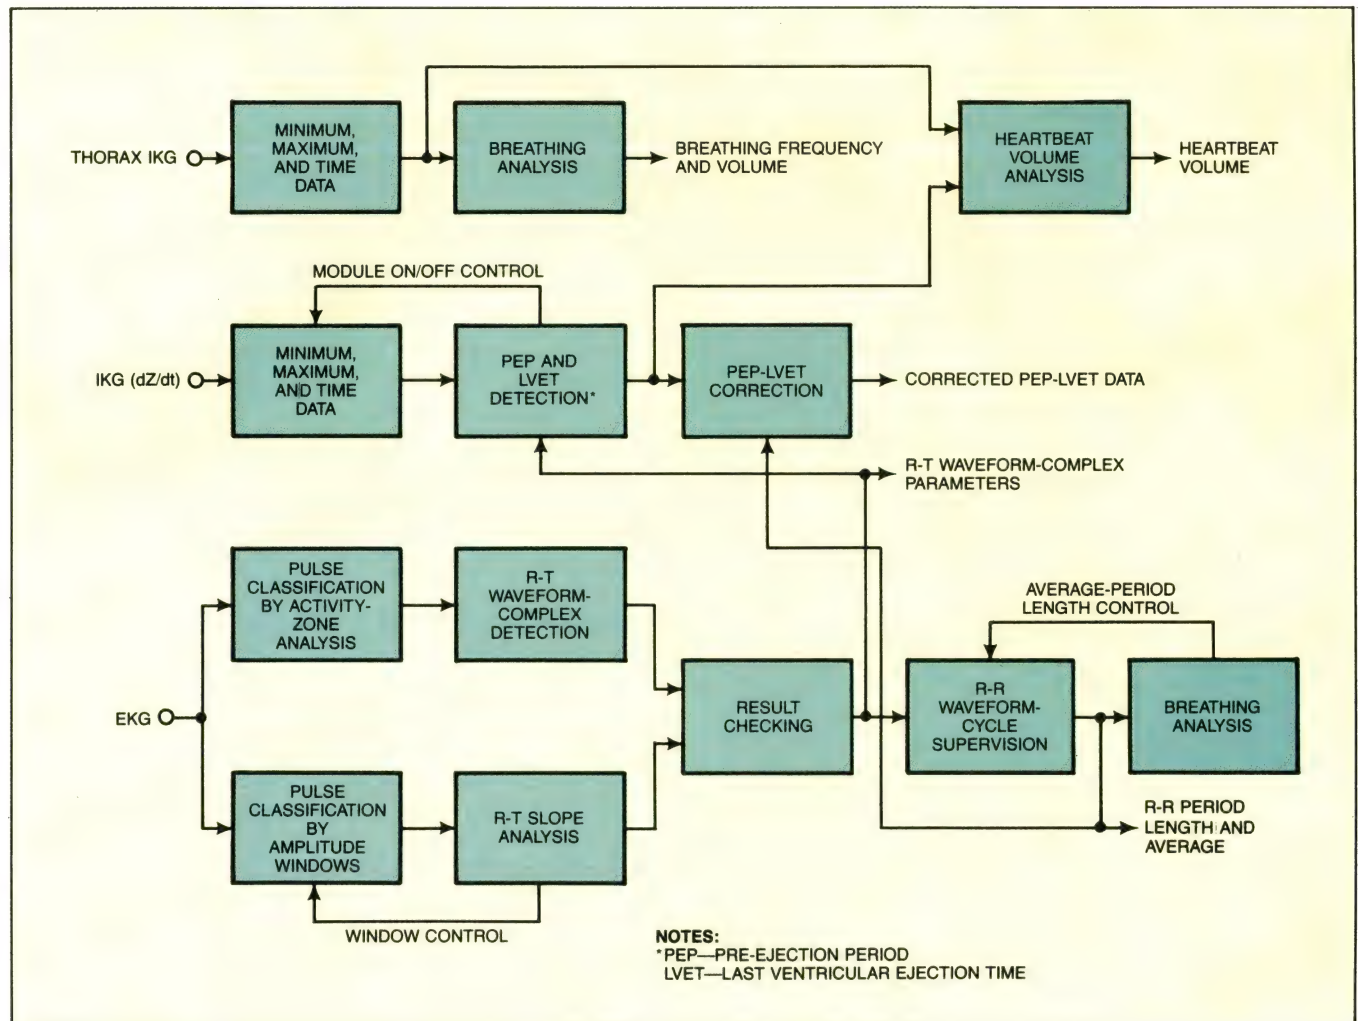 THORAX IKG
MINIMUM,
MAXIMUM,
AND TIME
DATA
BREATHING
ANALYSIS
BREATHING FREQUENCY
AND VOLUME
HEARTBEAT
VOLUME
ANALYSIS
HEARTBEAT
VOLUME
MODULE ON/OFF CONTROL
IKG (dZ/dt)
MINIMUM,
MAXIMUM,
AND TIME
DATA
PEP AND
LVET
DETECTION*
PEP-LVET
CORRECTION
CORRECTED PEP-LVET DATA
R-T WAVEFORM-COMPLEX
PARAMETERS
EKG
PULSE
CLASSIFICATION
BY ACTIVITY-
ZONE
ANALYSIS
R-T
WAVEFORM-
COMPLEX
DETECTION
RESULT
CHECKING
AVERAGE-PERIOD
LENGTH CONTROL
R-R
WAVEFORM-
CYCLE
SUPERVISION
BREATHING
ANALYSIS
PULSE
CLASSIFICATION
BY
AMPLITUDE
WINDOWS
R-T SLOPE
ANALYSIS
R-R PERIOD
LENGTH AND
AVERAGE
WINDOW CONTROL
NOTES:
*PEP—PRE-EJECTION PERIOD
LVET—LAST VENTRICULAR EJECTION TIME